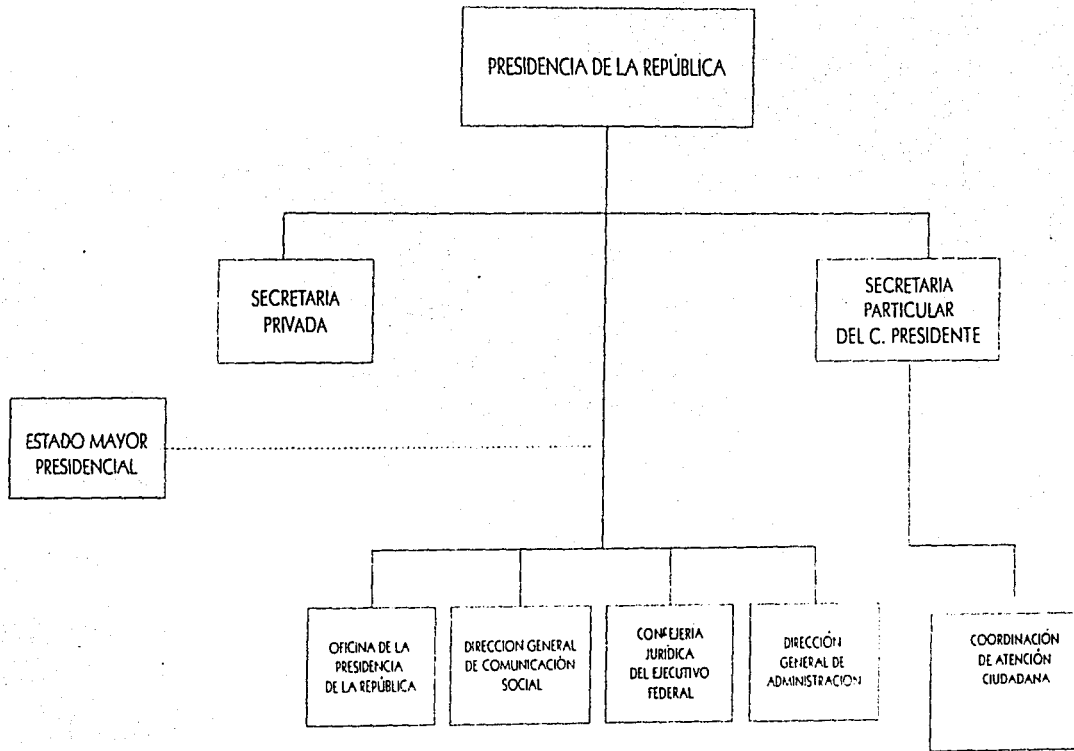 PRESIDENCIA DE LA REPÚBLICA
SECRETARIA
PRIVADA
SECRETARIA
PARTICULAR
DEL C. PRESIDENTE
ESTADO MAYOR
PRESIDENCIAL
OFICINA DE LA
PRESIDENCIA
DE LA REPÚBLICA
DIRECCION GENERAL
DE COMUNICACIÓN
SOCIAL
CONSEJERIA
JURÍDICA
DEL EJECUTIVO
FEDERAL
DIRECCIÓN
GENERAL DE
ADMINISTRACION
COORDINACIÓN
DE ATENCIÓN
CIUDADANA